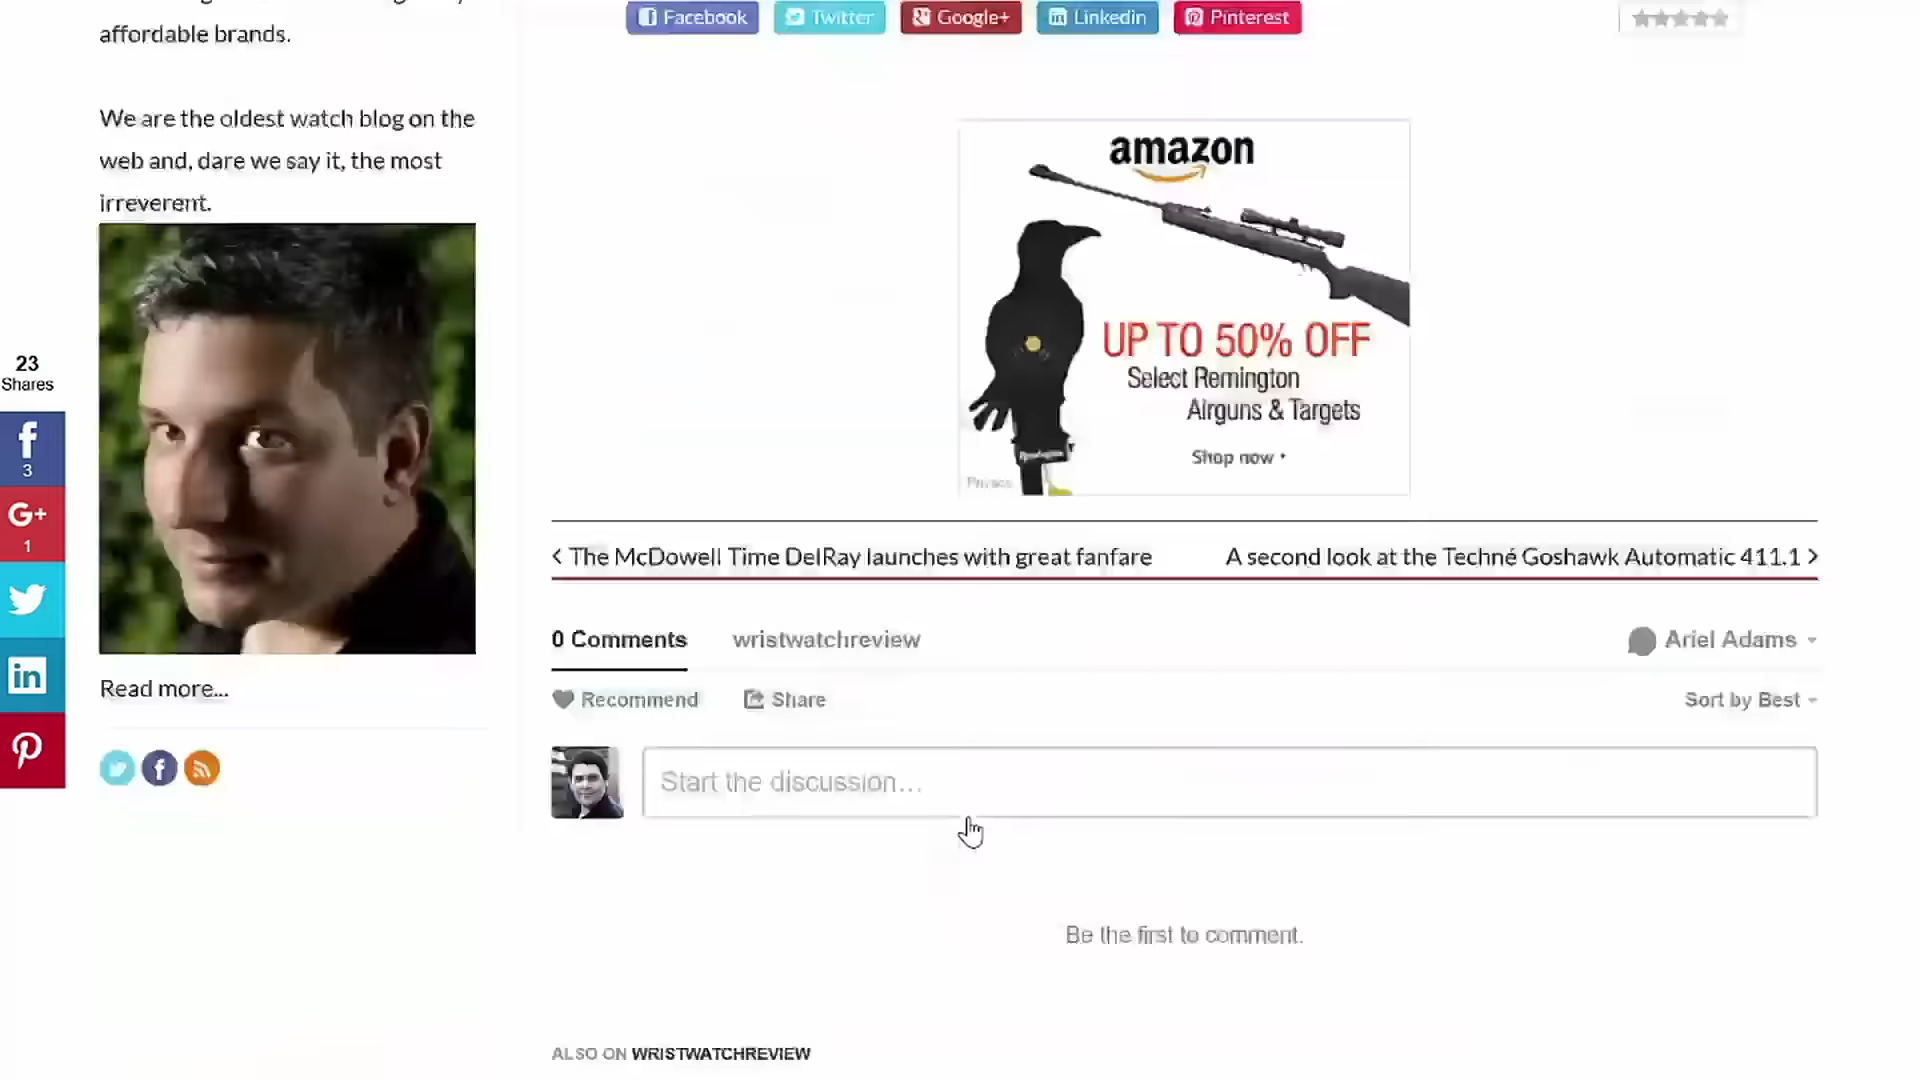 affordable brands.
We are the oldest watch blog on the
web and, dare we say it, the most
irreverent.
23
Shares
3
G+
1
Read more...
Facebook
Twitter
Google+
Linkedin
Pinterest
amazon
UP TO 50% OFF
Select Remington
Airguns & Targets
Shop now
Privacy
The McDowell Time DelRay launches with great fanfare
A second look at the Techné Goshawk Automatic 411.1
0 Comments
wristwatchreview
Ariel Adams
Recommend
Share
Sort by Best
Start the discussion...
Be the first to comment.
ALSO ON WRISTWATCHREVIEW